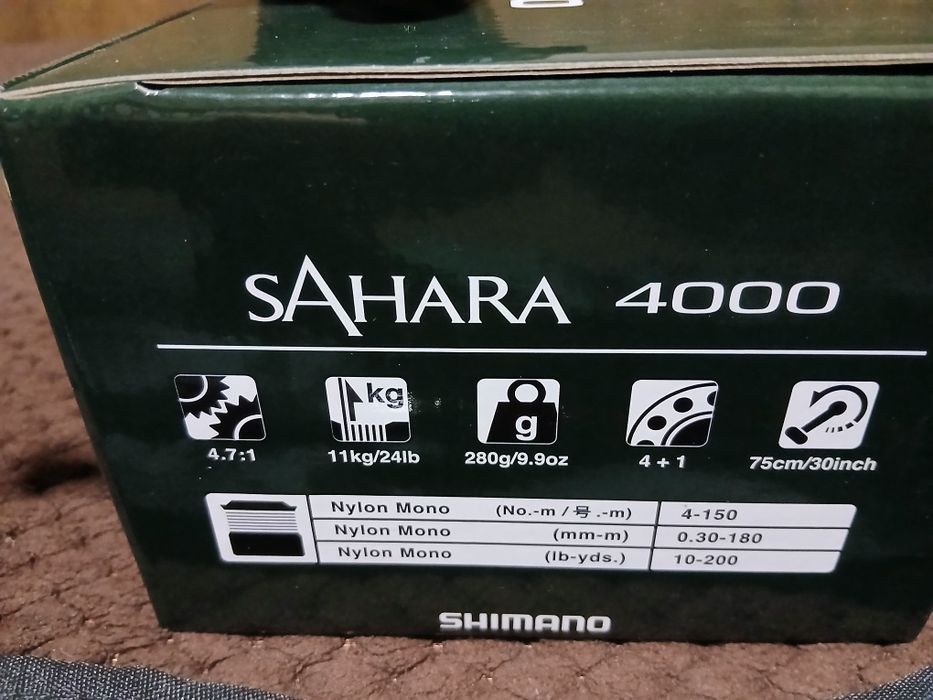 SAHARA 4000
kg
g
4.7:1
11kg/24lb
280g/9.9oz
4 + 1
75cm/30inch
Nylon Mono (No.-m / 号.-m) 4-150
Nylon Mono (mm-m) 0.30-180
Nylon Mono (lb-yds.) 10-200
SHIMANO